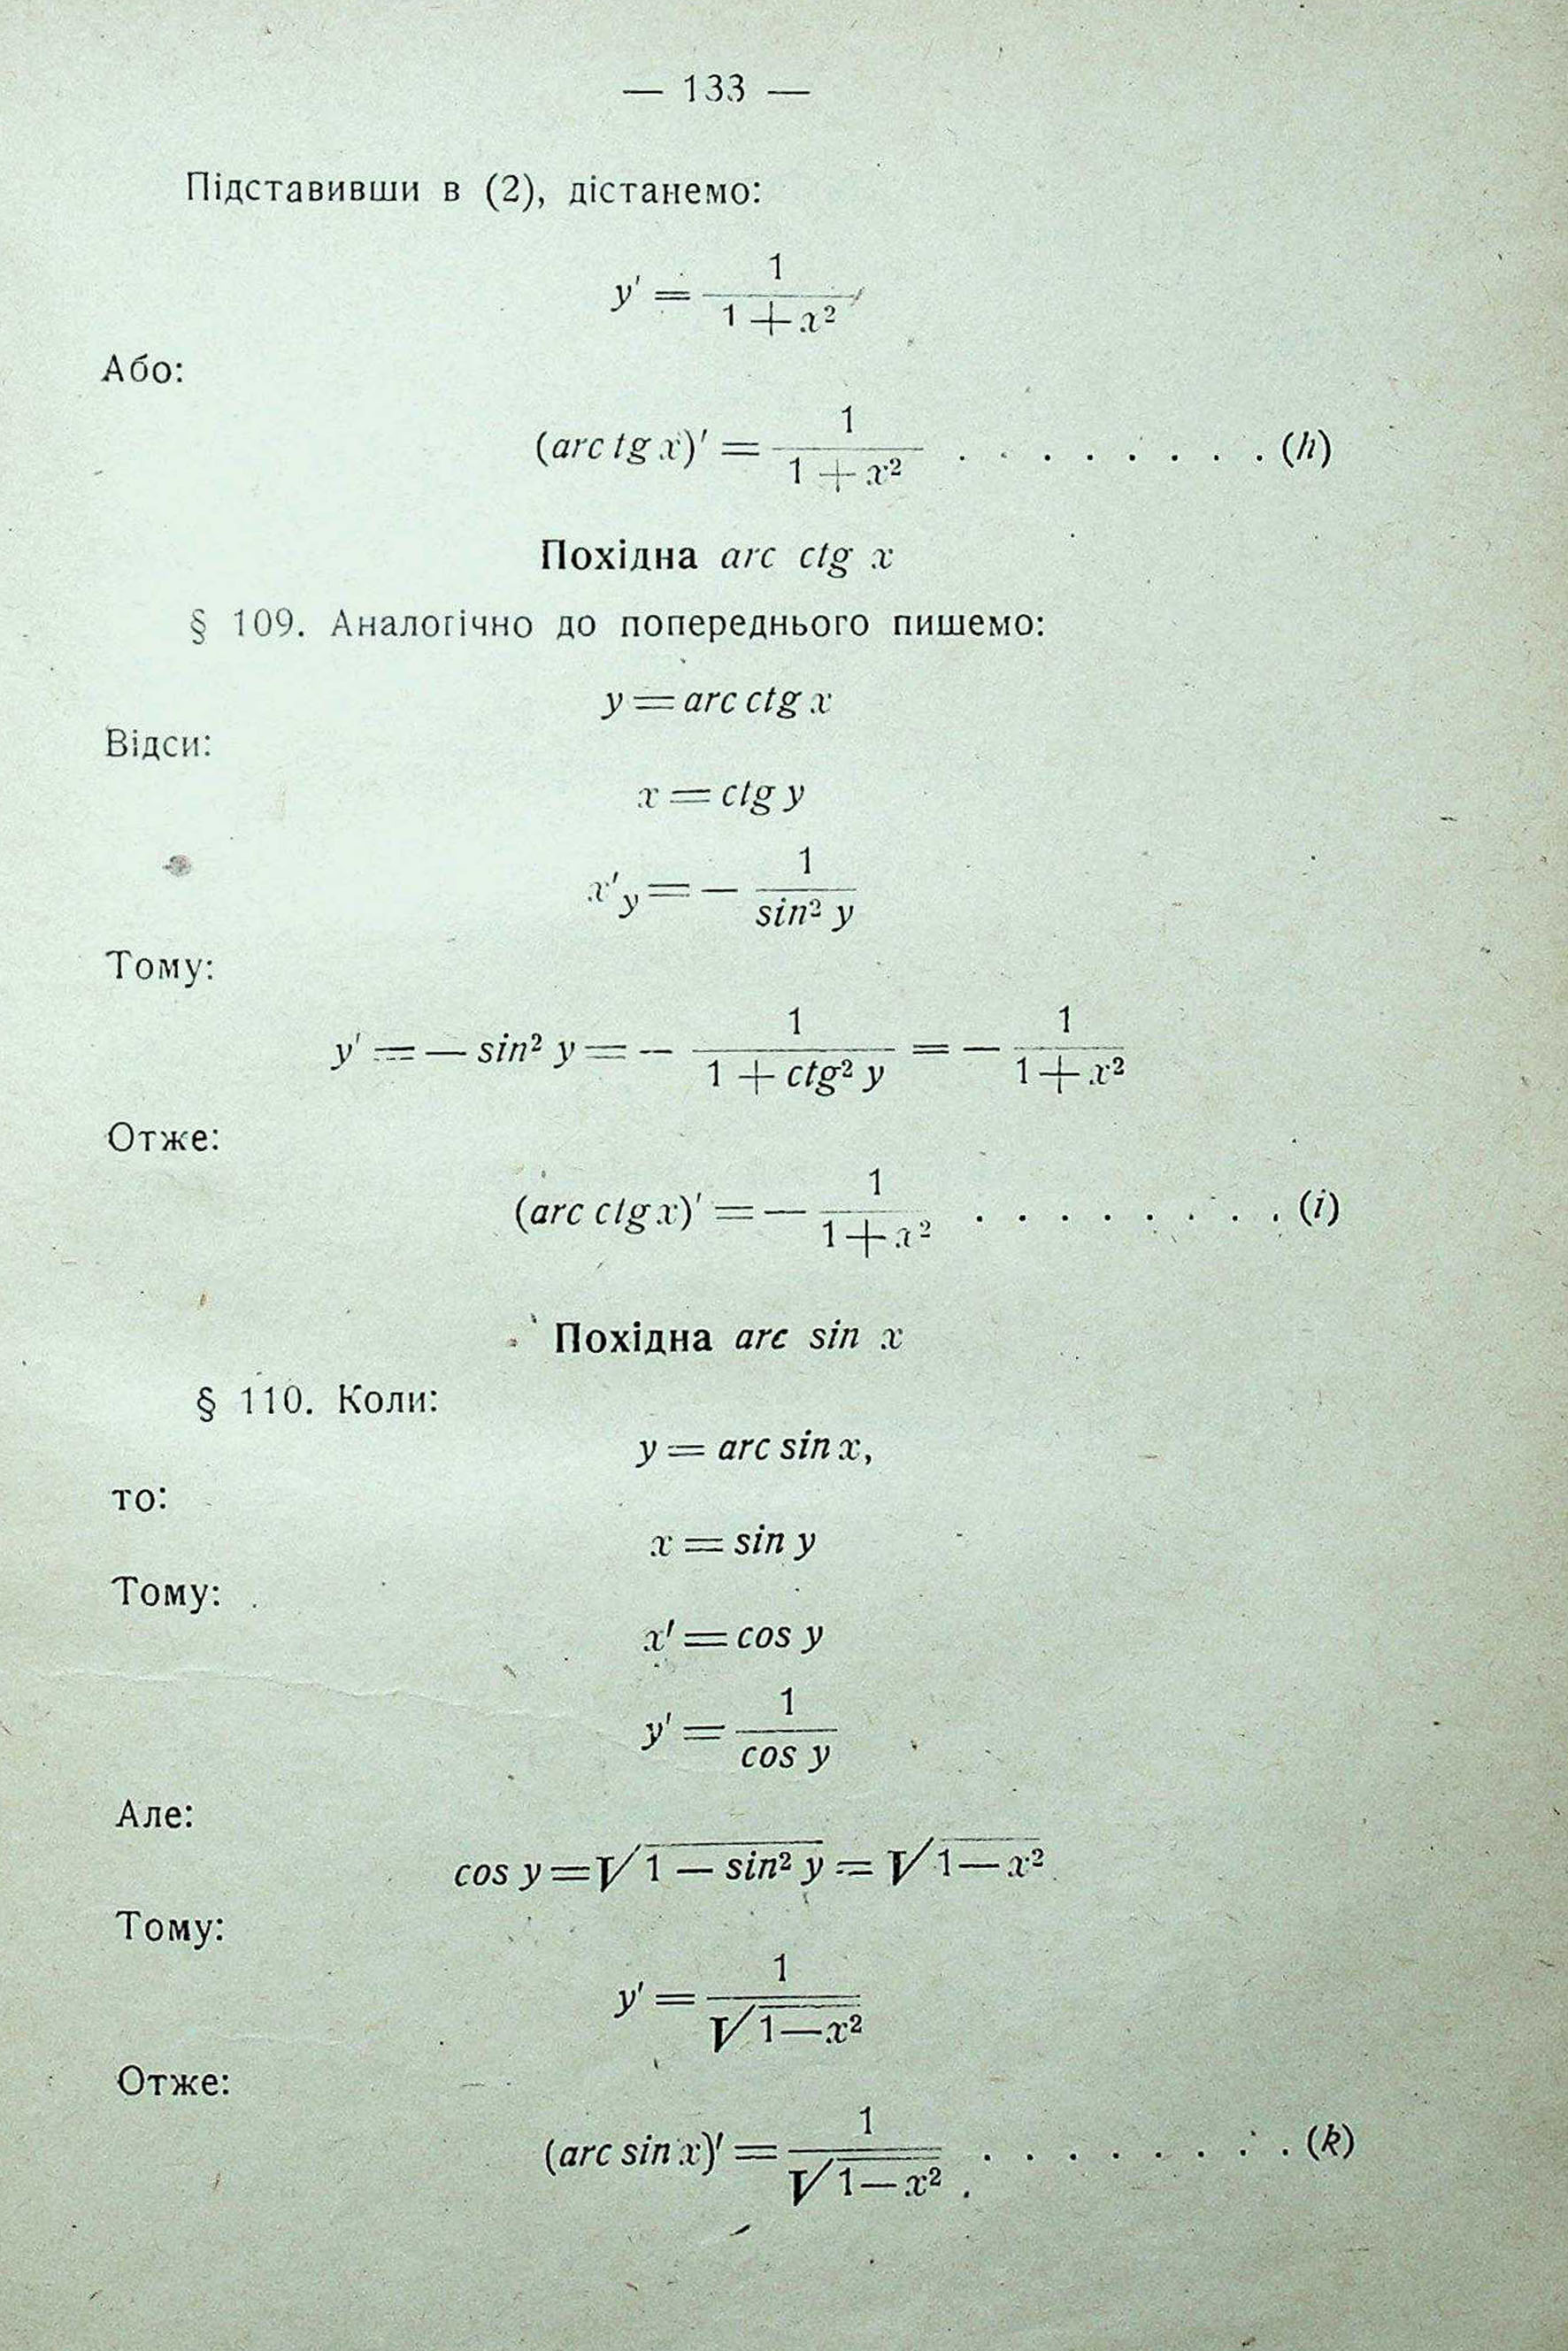 — 133 —
Підставивши в (2), дістанемо:
y' = 1/(1 + x²)
Або:
(arc tg x)' = 1/(1 + x²) . . . . . . . . (h)
Похідна arc ctg x
§ 109. Аналогічно до попереднього пишемо:
y = arc ctg x
Відси:
x = ctg y
x'y = — 1/(sin² y)
Тому:
y' = — sin² y = — 1/(1 + ctg² y) = — 1/(1 + x²)
Отже:
(arc ctg x)' = — 1/(1 + x²) . . . . . . . . (i)
Похідна arc sin x
§ 110. Коли:
y = arc sin x,
то:
x = sin y
Тому:
x' = cos y
y' = 1/(cos y)
Але:
cos y = √(1 — sin² y) = √(1 — x²)
Тому:
y' = 1/√(1—x²)
Отже:
(arc sin x)' = 1/√(1—x²) . . . . . . . . (k)